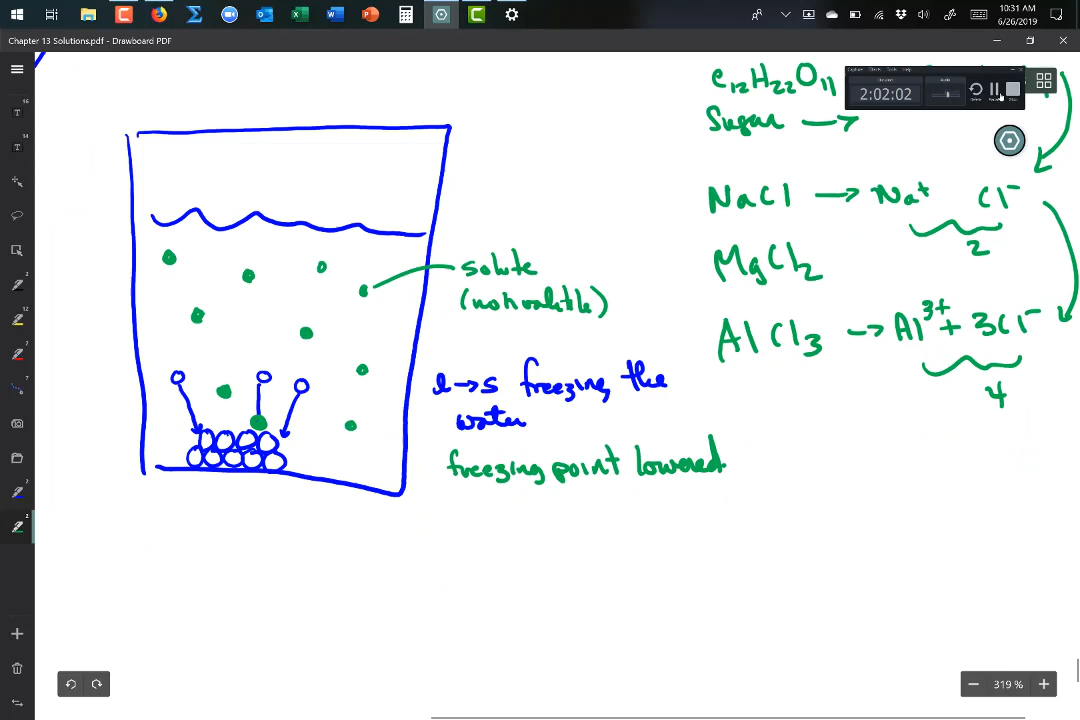 10:31 AM
6/26/2019
Chapter 13 Solutions.pdf - Drawboard PDF
2:02:02
C12H22O11
Sugar →
NaCl → Na+ Cl-
2
MgCl2
AlCl3 → Al3+ + 3Cl-
4
solute
(nonvolatile)
l → s freezing the
water
freezing point lowered.
319 %